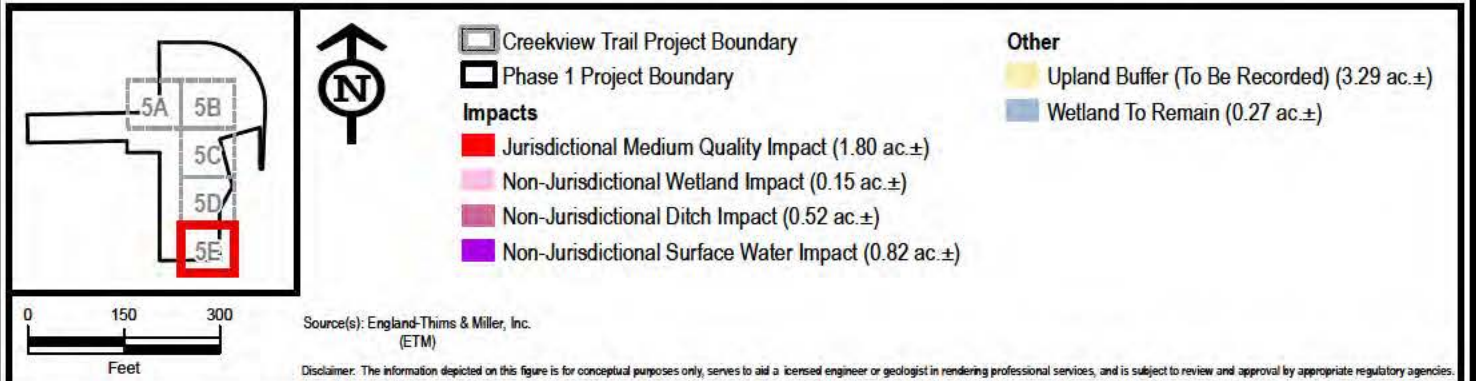 5A 5B
5C
5D
5E
N
Creekview Trail Project Boundary
Phase 1 Project Boundary
Impacts
Jurisdictional Medium Quality Impact (1.80 ac.±)
Non-Jurisdictional Wetland Impact (0.15 ac.±)
Non-Jurisdictional Ditch Impact (0.52 ac.±)
Non-Jurisdictional Surface Water Impact (0.82 ac.±)
Other
Upland Buffer (To Be Recorded) (3.29 ac.±)
Wetland To Remain (0.27 ac.±)
0 150 300
Feet
Source(s): England-Thims & Miller, Inc.
(ETM)
Disclaimer: The information depicted on this figure is for conceptual purposes only, serves to aid a icensed engineer or geologist in rendering professional services, and is subject to review and approval by appropriate regulatory agencies.